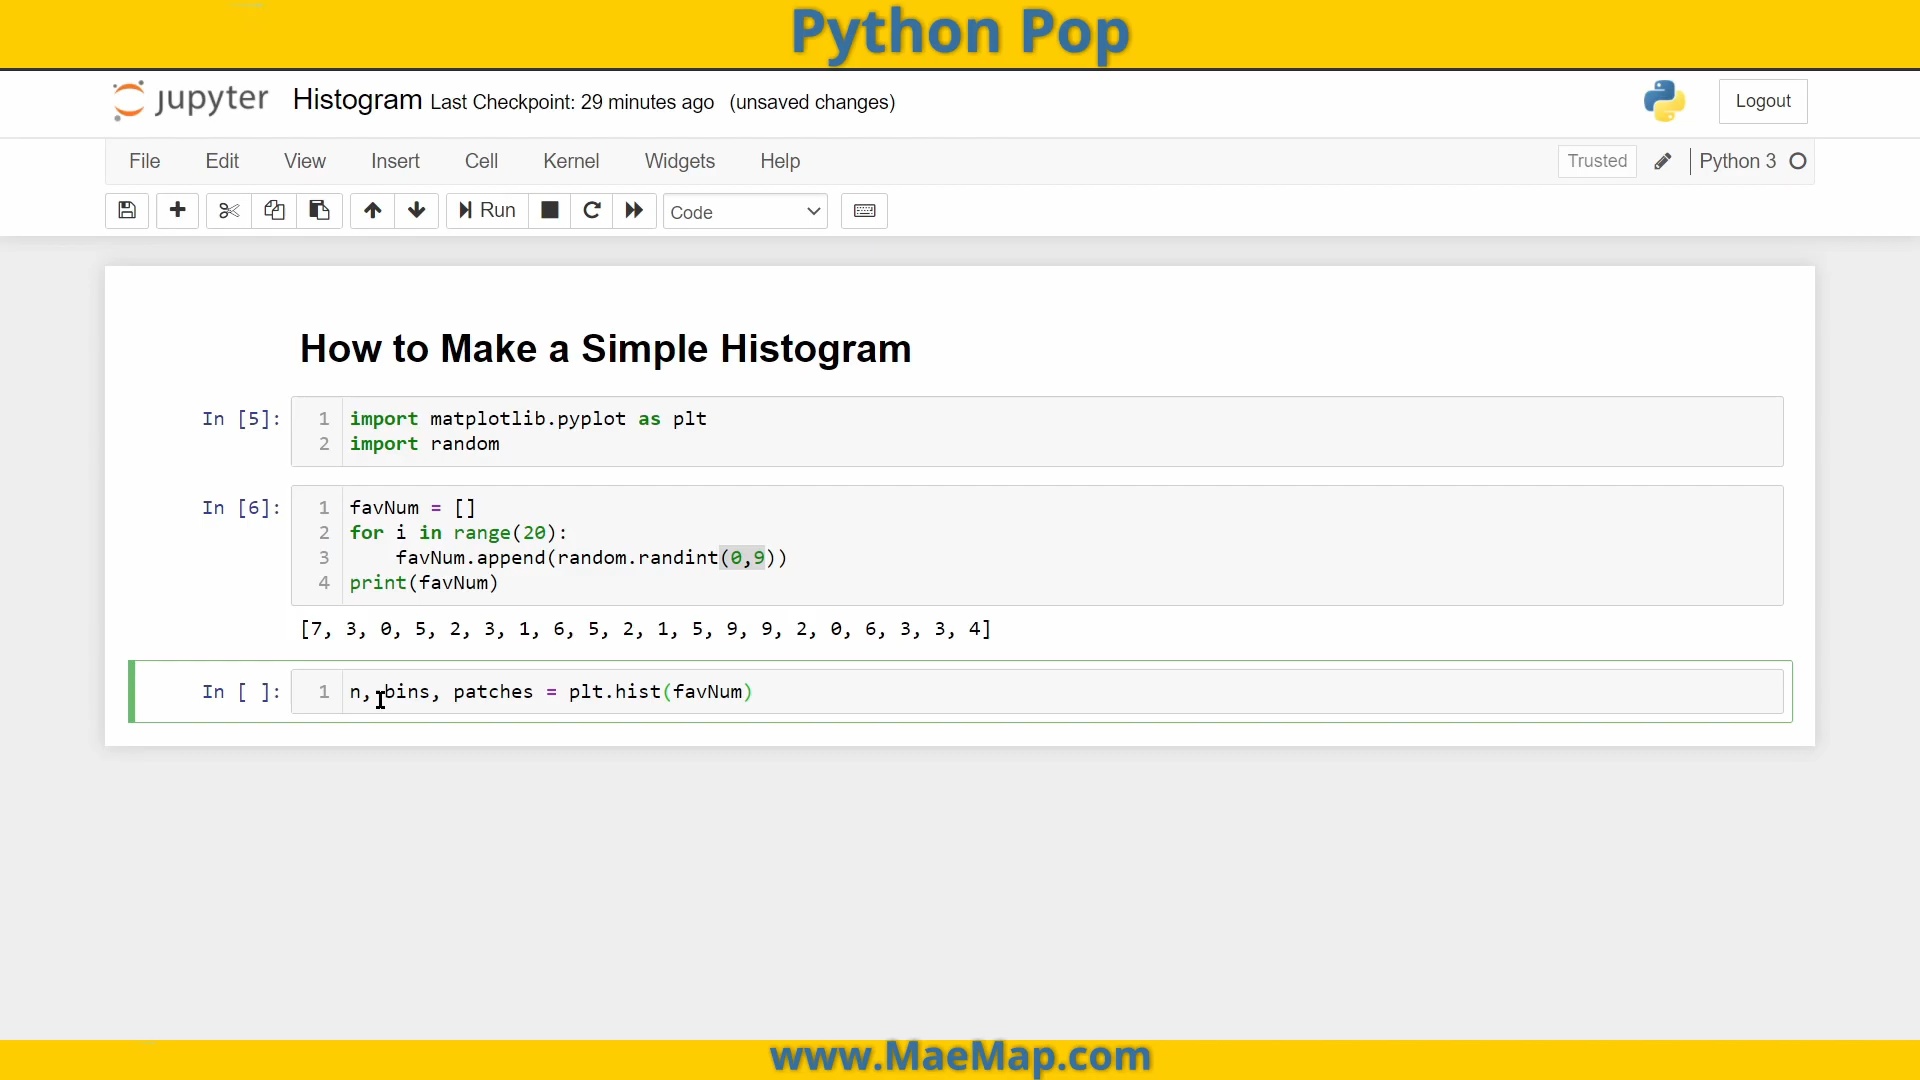 Python Pop
jupyter Histogram Last Checkpoint: 29 minutes ago (unsaved changes) Logout
File Edit View Insert Cell Kernel Widgets Help Trusted Python 3
Run Code
How to Make a Simple Histogram
In [5]: 1 import matplotlib.pyplot as plt
2 import random
In [6]: 1 favNum = []
2 for i in range(20):
3 favNum.append(random.randint(0,9))
4 print(favNum)
[7, 3, 0, 5, 2, 3, 1, 6, 5, 2, 1, 5, 9, 9, 2, 0, 6, 3, 3, 4]
In [ ]: 1 n, bins, patches = plt.hist(favNum)
www.MaeMap.com